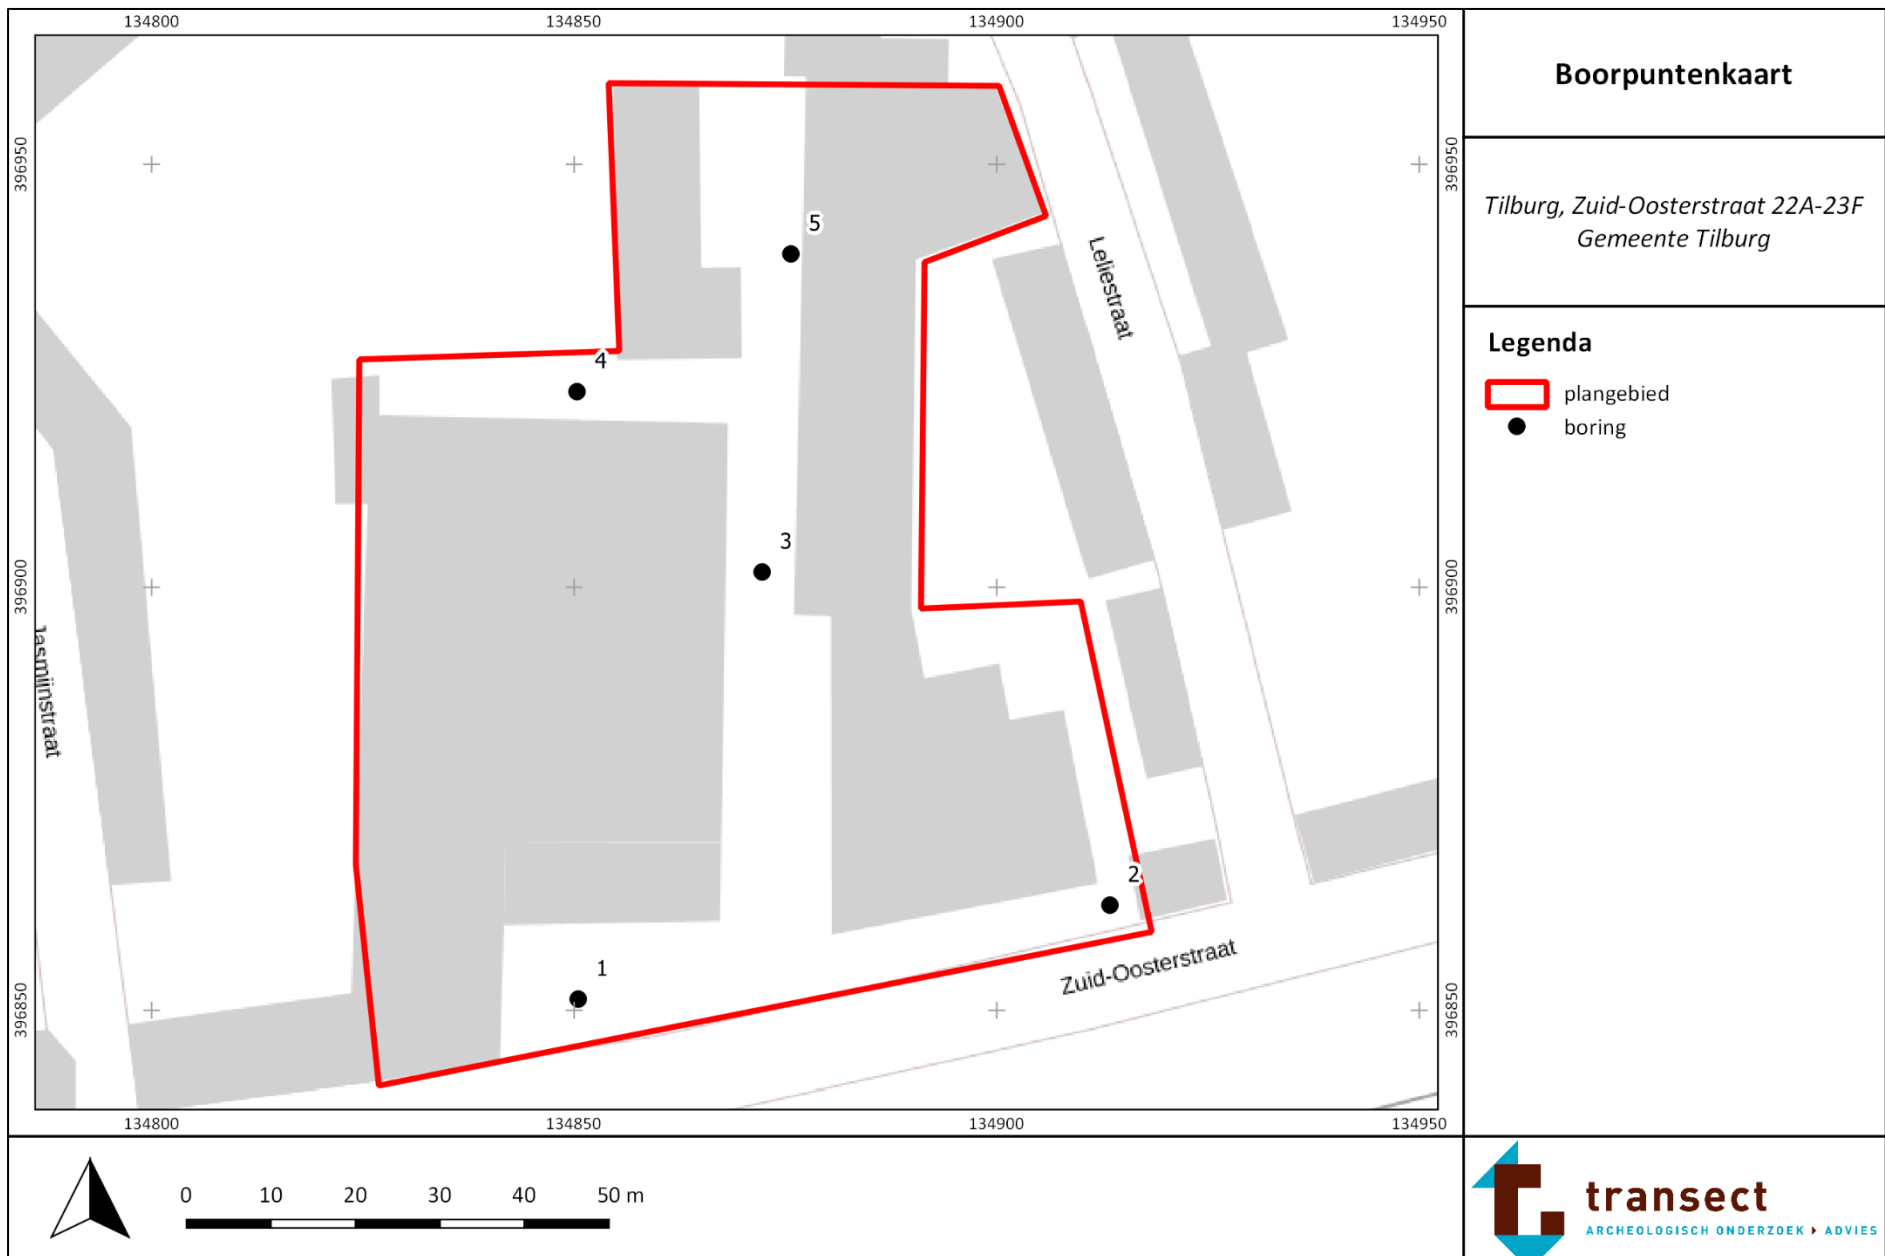 134800 134850 134900 134950
396950 396950
396900 396900
396850 396850
5
4
3
2
1
Leliestraat
Jasmijnstraat
Zuid-Oosterstraat
134800 134850 134900 134950
0 10 20 30 40 50 m
Boorpuntenkaart
Tilburg, Zuid-Oosterstraat 22A-23F
Gemeente Tilburg
Legenda
plangebied
boring
transect
ARCHEOLOGISCH ONDERZOEK ▸ ADVIES